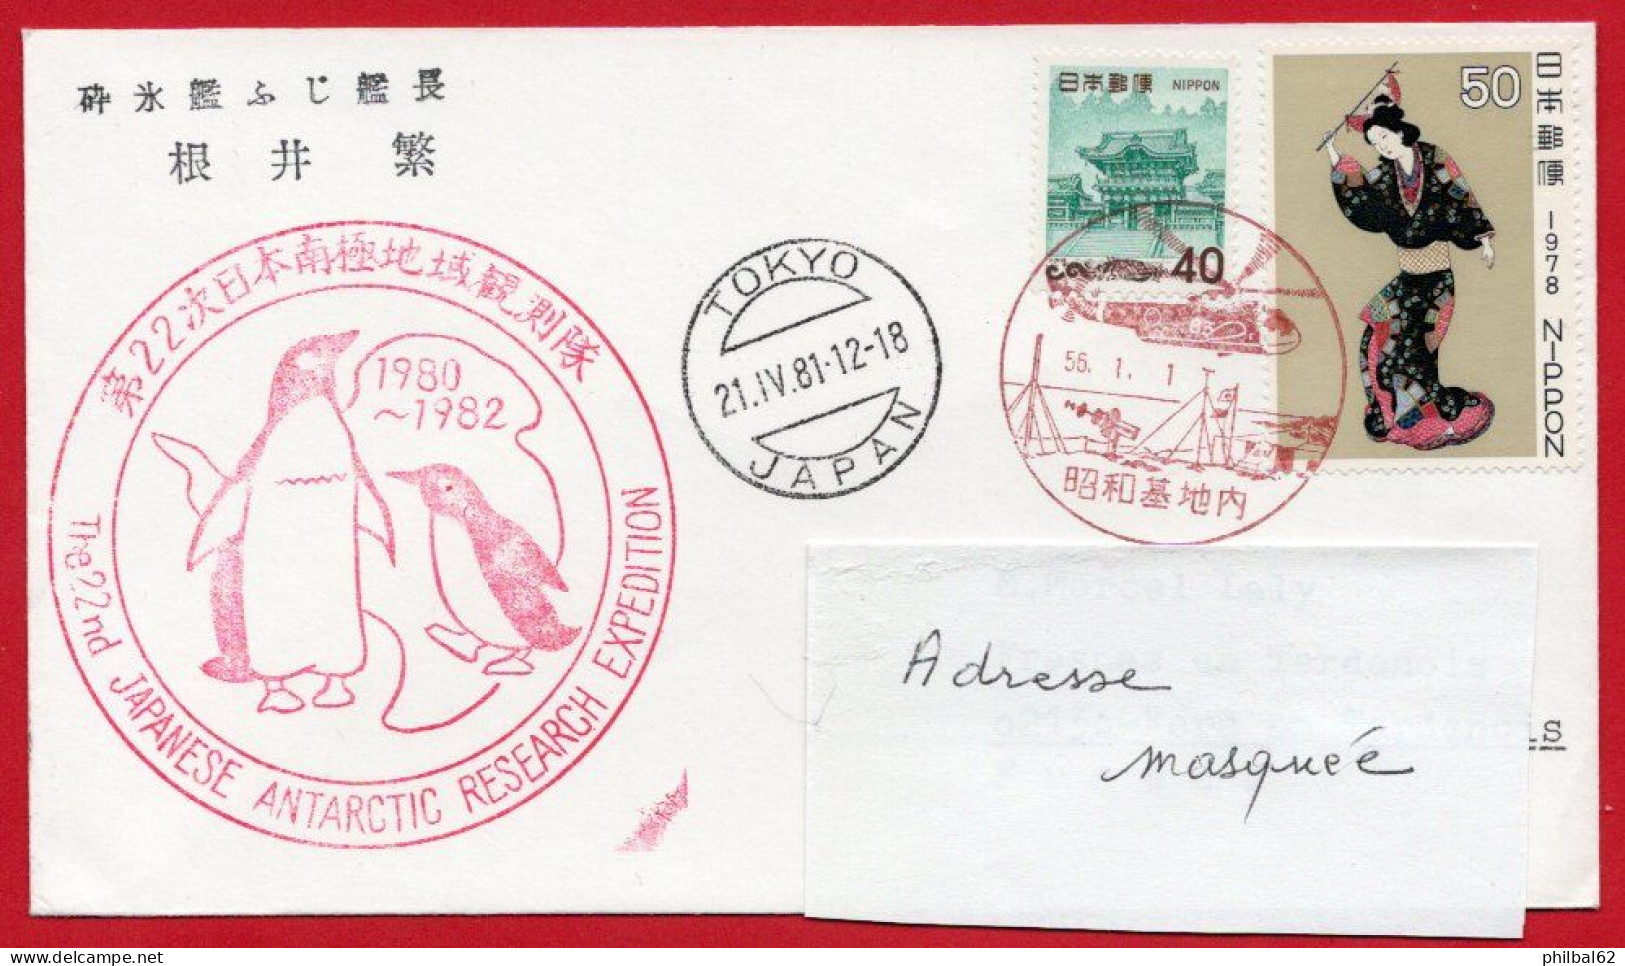 砕氷艦ふじ艦長
根井 繁
第22次日本南極地域観測隊
1980
～1982
The 22nd JAPANESE ANTARCTIC RESEARCH EXPEDITION
TOKYO
21.IV.81.12-18
JAPAN
日本郵便 NIPPON
40
50
日本郵便 1978 NIPPON
56. 1. 1
昭和基地内
Adresse
masquée
philbal62